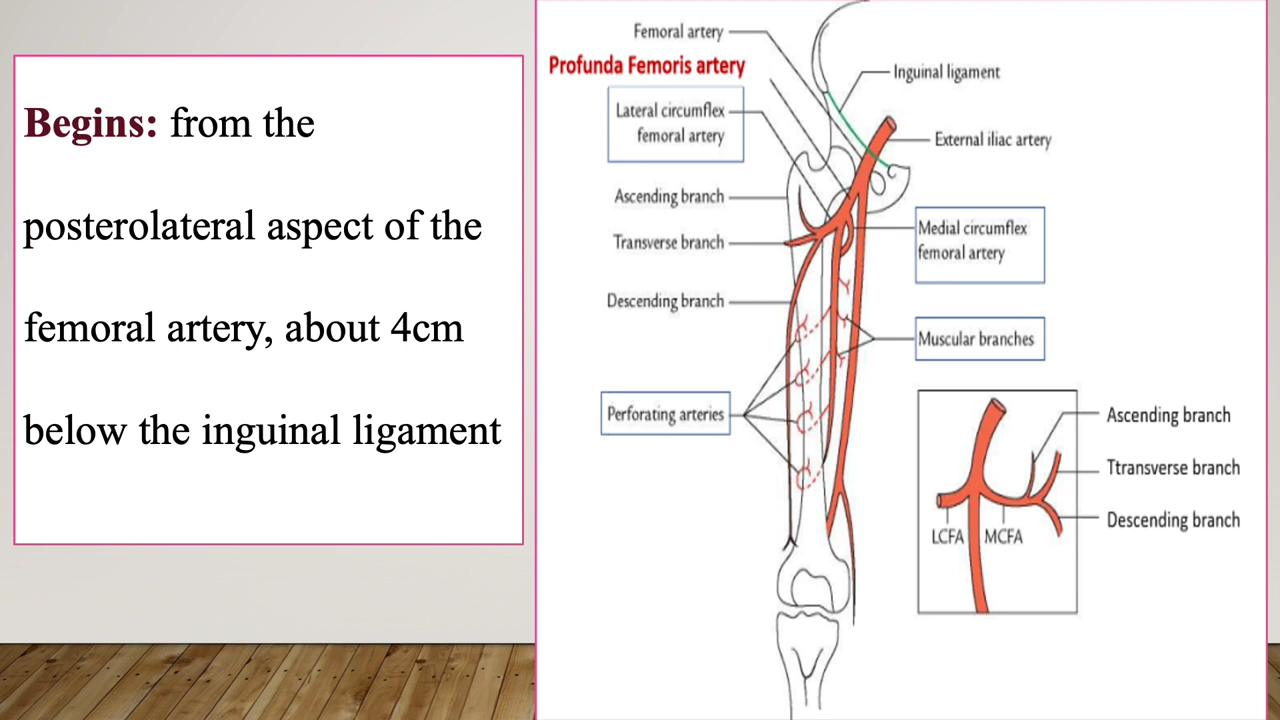 Begins: from the
posterolateral aspect of the
femoral artery, about 4cm
below the inguinal ligament
Femoral artery
Profunda Femoris artery
Lateral circumflex
femoral artery
Ascending branch
Transverse branch
Descending branch
Perforating arteries
Inguinal ligament
External iliac artery
Medial circumflex
femoral artery
Muscular branches
LCFA
MCFA
Ascending branch
Ttransverse branch
Descending branch